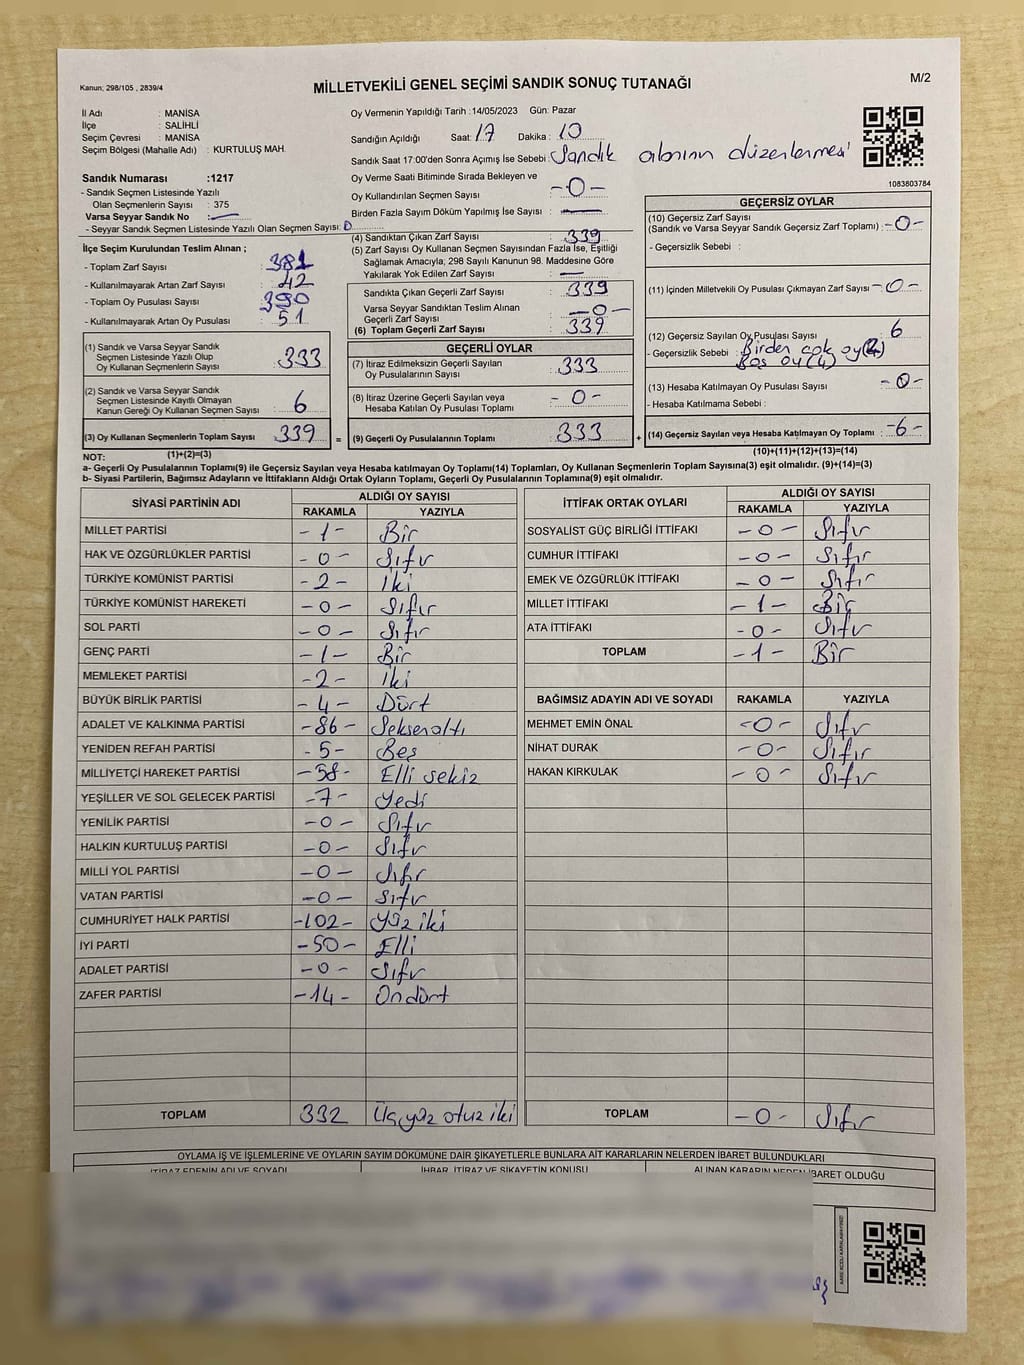 Kanun; 298/105 , 2839/4
MİLLETVEKİLİ GENEL SEÇİMİ SANDIK SONUÇ TUTANAĞI
M/2
İl Adı : MANİSA
İlçe : SALİHLİ
Seçim Çevresi : MANİSA
Seçim Bölgesi (Mahalle Adı) : KURTULUŞ MAH.
Sandık Numarası :1217
- Sandık Seçmen Listesinde Yazılı
Olan Seçmenlerin Sayısı : 375
Varsa Seyyar Sandık No :
- Seyyar Sandık Seçmen Listesinde Yazılı Olan Seçmen Sayısı: 0
Oy Vermenin Yapıldığı Tarih :14/05/2023 Gün: Pazar
Sandığın Açıldığı Saat: 17 Dakika : 10
Sandık Saat 17:00'den Sonra Açımış İse Sebebi: Sandık alanının düzenlenmesi
Oy Verme Saati Bitiminde Sırada Bekleyen ve
Oy Kullandırılan Seçmen Sayısı -0-
Birden Fazla Sayım Döküm Yapılmış İse Sayısı :
1083803784
İlçe Seçim Kurulundan Teslim Alınan ;
- Toplam Zarf Sayısı : 381
- Kullanılmayarak Artan Zarf Sayısı : 42
- Toplam Oy Pusulası Sayısı : 390
- Kullanılmayarak Artan Oy Pusulası : 51
(1) Sandık ve Varsa Seyyar Sandık
Seçmen Listesinde Yazılı Olup
Oy Kullanan Seçmenlerin Sayısı : 333
(2) Sandık ve Varsa Seyyar Sandık
Seçmen Listesinde Kayıtlı Olmayan
Kanun Gereği Oy Kullanan Seçmen Sayısı : 6
(3) Oy Kullanan Seçmenlerin Toplam Sayısı 339 =
(1)+(2)=(3)
(4) Sandıktan Çıkan Zarf Sayısı : 339
(5) Zarf Sayısı Oy Kullanan Seçmen Sayısından Fazla İse, Eşitliği
Sağlamak Amacıyla; 298 Sayılı Kanunun 98. Maddesine Göre
Yakılarak Yok Edilen Zarf Sayısı : —
Sandıkta Çıkan Geçerli Zarf Sayısı : 339
Varsa Seyyar Sandıktan Teslim Alınan
Geçerli Zarf Sayısı : -0-
(6) Toplam Geçerli Zarf Sayısı : 339
GEÇERLİ OYLAR
(7) İtiraz Edilmeksizin Geçerli Sayılan
Oy Pusulalarının Sayısı : 333
(8) İtiraz Üzerine Geçerli Sayılan veya
Hesaba Katılan Oy Pusulası Toplamı : -0-
(9) Geçerli Oy Pusulalarının Toplamı : 333 +
GEÇERSİZ OYLAR
(10) Geçersiz Zarf Sayısı
(Sandık ve Varsa Seyyar Sandık Geçersiz Zarf Toplamı) : -0-
- Geçersizlik Sebebi :
(11) İçinden Milletvekili Oy Pusulası Çıkmayan Zarf Sayısı -0-
(12) Geçersiz Sayılan Oy Pusulası Sayısı : 6
- Geçersizlik Sebebi : Birden çok oy(2)
Boş oy (4)
(13) Hesaba Katılmayan Oy Pusulası Sayısı : -0-
- Hesaba Katılmama Sebebi :
(14) Geçersiz Sayılan veya Hesaba Katılmayan Oy Toplamı : -6-
(10)+(11)+(12)+(13)=(14)
NOT:
a- Geçerli Oy Pusulalarının Toplamı(9) ile Geçersiz Sayılan veya Hesaba katılmayan Oy Toplamı(14) Toplamları, Oy Kullanan Seçmenlerin Toplam Sayısına(3) eşit olmalıdır. (9)+(14)=(3)
b- Siyasi Partilerin, Bağımsız Adayların ve İttifakların Aldığı Ortak Oyların Toplamı, Geçerli Oy Pusulalarının Toplamına(9) eşit olmalıdır.
SİYASİ PARTİNİN ADI ALDIĞI OY SAYISI
RAKAMLA YAZIYLA
MİLLET PARTİSİ -1- Bir
HAK VE ÖZGÜRLÜKLER PARTİSİ -0- Sıfır
TÜRKİYE KOMÜNİST PARTİSİ -2- İki
TÜRKİYE KOMÜNİST HAREKETİ -0- Sıfır
SOL PARTİ -0- Sıfır
GENÇ PARTİ -1- Bir
MEMLEKET PARTİSİ -2- İki
BÜYÜK BİRLİK PARTİSİ -4- Dört
ADALET VE KALKINMA PARTİSİ -86- Seksenaltı
YENİDEN REFAH PARTİSİ -5- Beş
MİLLİYETÇİ HAREKET PARTİSİ -58- Elli sekiz
YEŞİLLER VE SOL GELECEK PARTİSİ -7- Yedi
YENİLİK PARTİSİ -0- Sıfır
HALKIN KURTULUŞ PARTİSİ -0- Sıfır
MİLLİ YOL PARTİSİ -0- Sıfır
VATAN PARTİSİ -0- Sıfır
CUMHURİYET HALK PARTİSİ -102- Yüz iki
İYİ PARTİ -50- Elli
ADALET PARTİSİ -0- Sıfır
ZAFER PARTİSİ -14- Ondört
TOPLAM 332 Üçyüz otuz iki
İTTİFAK ORTAK OYLARI ALDIĞI OY SAYISI
RAKAMLA YAZIYLA
SOSYALİST GÜÇ BİRLİĞİ İTTİFAKI -0- Sıfır
CUMHUR İTTİFAKI -0- Sıfır
EMEK VE ÖZGÜRLÜK İTTİFAKI -0- Sıfır
MİLLET İTTİFAKI -1- Bir
ATA İTTİFAKI -0- Sıfır
TOPLAM -1- Bir
BAĞIMSIZ ADAYIN ADI VE SOYADI RAKAMLA YAZIYLA
MEHMET EMİN ÖNAL -0- Sıfır
NİHAT DURAK -0- Sıfır
HAKAN KIRKULAK -0- Sıfır
TOPLAM -0- Sıfır
OYLAMA İŞ VE İŞLEMLERİNE VE OYLARIN SAYIM DÖKÜMÜNE DAİR ŞİKAYETLERLE BUNLARA AİT KARARLARIN NELERDEN İBARET BULUNDUKLARI
İTİRAZ EDENİN ADI VE SOYADI İHBAR, İTİRAZ VE ŞİKAYETİN KONUSU ALINAN KARARIN NEDEN İBARET OLDUĞU